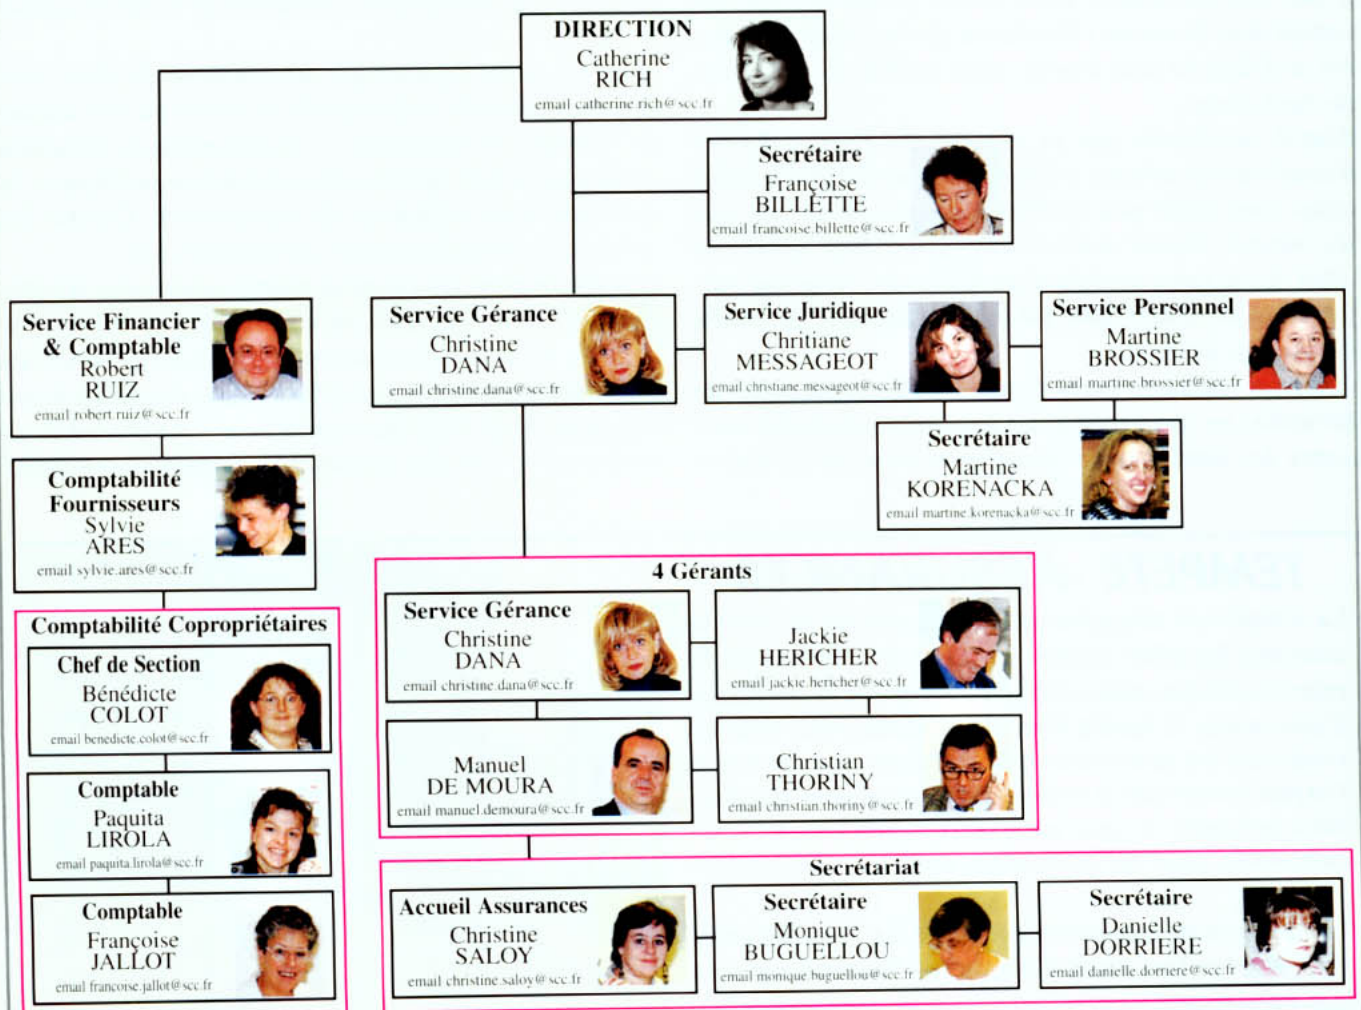 DIRECTION
Catherine
RICH
email catherine.rich@scc.fr
Secrétaire
Françoise
BILLETTE
email francoise.billette@scc.fr
Service Financier
& Comptable
Robert
RUIZ
email robert.ruiz@scc.fr
Service Gérance
Christine
DANA
email christine.dana@scc.fr
Service Juridique
Chritiane
MESSAGEOT
email christiane.messageot@scc.fr
Service Personnel
Martine
BROSSIER
email martine.brossier@scc.fr
Secrétaire
Martine
KORENACKA
email martine.korenacka@scc.fr
Comptabilité
Fournisseurs
Sylvie
ARES
email sylvie.ares@scc.fr
Comptabilité Copropriétaires
Chef de Section
Bénédicte
COLOT
email benedicte.colot@scc.fr
Comptable
Paquita
LIROLA
email paquita.lirola@scc.fr
Comptable
Françoise
JALLOT
email francoise.jallot@scc.fr
4 Gérants
Service Gérance
Christine
DANA
email christine.dana@scc.fr
Jackie
HERICHER
email jackie.hericher@scc.fr
Manuel
DE MOURA
email manuel.demoura@scc.fr
Christian
THORINY
email christian.thoriny@scc.fr
Secrétariat
Accueil Assurances
Christine
SALOY
email christine.saloy@scc.fr
Secrétaire
Monique
BUGUELLOU
email monique.buguellou@scc.fr
Secrétaire
Danielle
DORRIERE
email danielle.dorriere@scc.fr